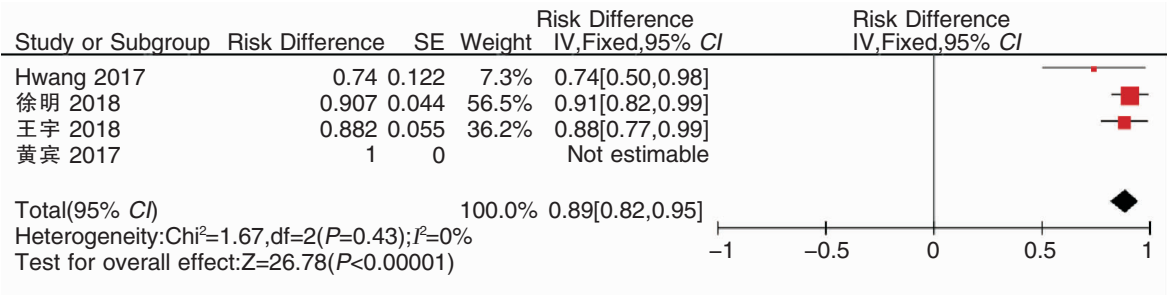 Risk Difference Risk Difference
Study or Subgroup Risk Difference SE Weight IV,Fixed,95% CI IV,Fixed,95% CI
Hwang 2017 0.74 0.122 7.3% 0.74[0.50,0.98]
徐明 2018 0.907 0.044 56.5% 0.91[0.82,0.99]
王宇 2018 0.882 0.055 36.2% 0.88[0.77,0.99]
黄宾 2017 1 0 Not estimable
Total(95% CI) 100.0% 0.89[0.82,0.95]
Heterogeneity:Chi²=1.67,df=2(P=0.43);I²=0%
Test for overall effect:Z=26.78(P<0.00001)
−1 −0.5 0 0.5 1